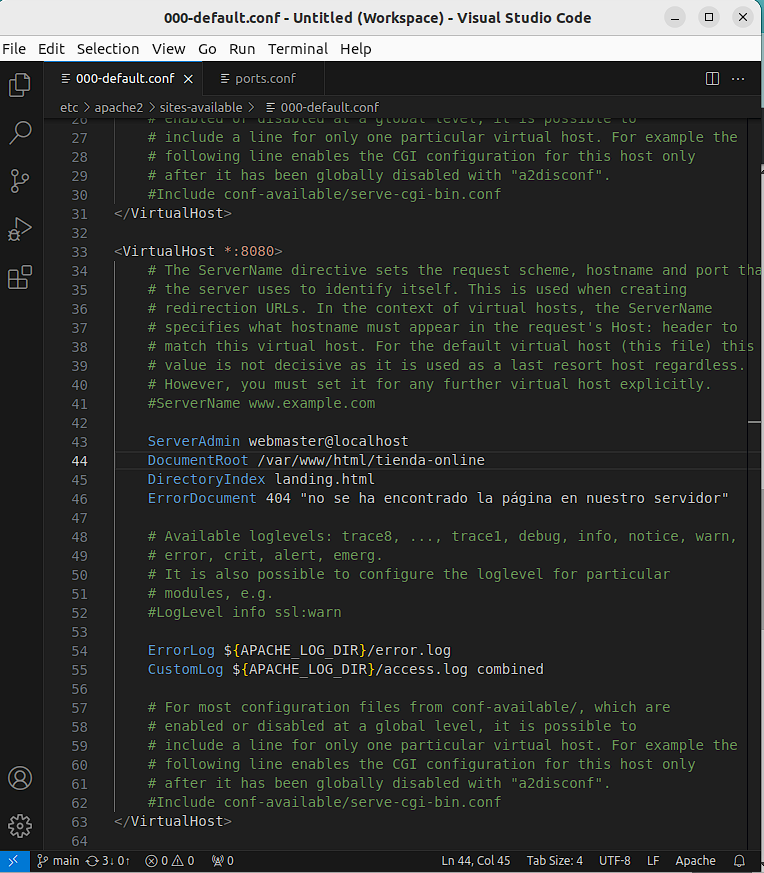 000-default.conf - Untitled (Workspace) - Visual Studio Code
File Edit Selection View Go Run Terminal Help
000-default.conf ports.conf
etc > apache2 > sites-available > 000-default.conf
26 # enabled or disabled at a global level, it is possible to
27 # include a line for only one particular virtual host. For example the
28 # following line enables the CGI configuration for this host only
29 # after it has been globally disabled with "a2disconf".
30 #Include conf-available/serve-cgi-bin.conf
31 </VirtualHost>
32
33 <VirtualHost *:8080>
34 # The ServerName directive sets the request scheme, hostname and port tha
35 # the server uses to identify itself. This is used when creating
36 # redirection URLs. In the context of virtual hosts, the ServerName
37 # specifies what hostname must appear in the request's Host: header to
38 # match this virtual host. For the default virtual host (this file) this
39 # value is not decisive as it is used as a last resort host regardless.
40 # However, you must set it for any further virtual host explicitly.
41 #ServerName www.example.com
42
43 ServerAdmin webmaster@localhost
44 DocumentRoot /var/www/html/tienda-online
45 DirectoryIndex landing.html
46 ErrorDocument 404 "no se ha encontrado la página en nuestro servidor"
47
48 # Available loglevels: trace8, ..., trace1, debug, info, notice, warn,
49 # error, crit, alert, emerg.
50 # It is also possible to configure the loglevel for particular
51 # modules, e.g.
52 #LogLevel info ssl:warn
53
54 ErrorLog ${APACHE_LOG_DIR}/error.log
55 CustomLog ${APACHE_LOG_DIR}/access.log combined
56
57 # For most configuration files from conf-available/, which are
58 # enabled or disabled at a global level, it is possible to
59 # include a line for only one particular virtual host. For example the
60 # following line enables the CGI configuration for this host only
61 # after it has been globally disabled with "a2disconf".
62 #Include conf-available/serve-cgi-bin.conf
63 </VirtualHost>
64
main 3↓ 0↑ 0 0 0 Ln 44, Col 45 Tab Size: 4 UTF-8 LF Apache